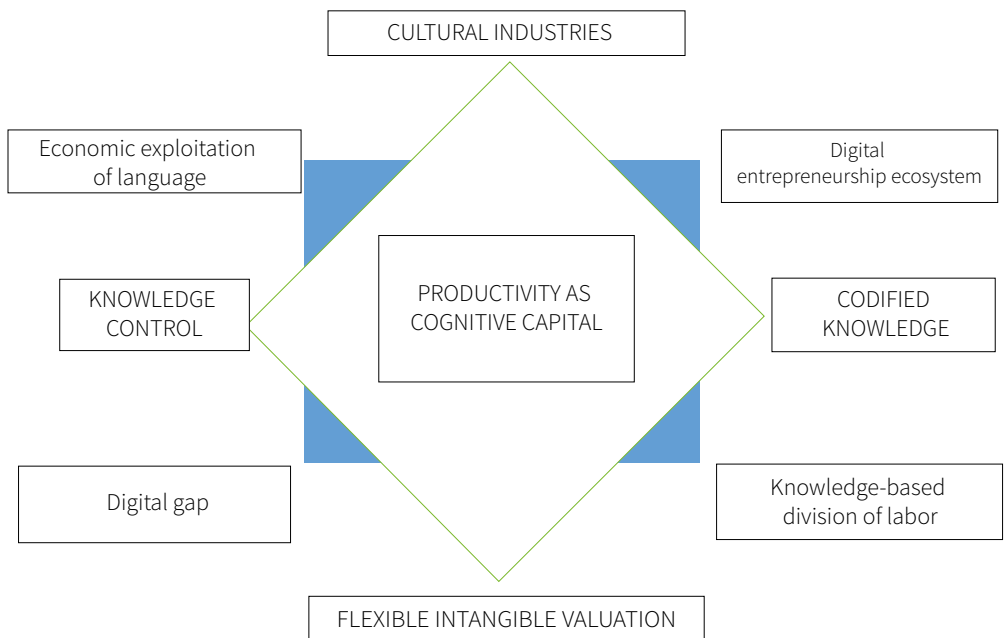 CULTURAL INDUSTRIES
Economic exploitation
of language
Digital
entrepreneurship ecosystem
KNOWLEDGE
CONTROL
PRODUCTIVITY AS
COGNITIVE CAPITAL
CODIFIED
KNOWLEDGE
Digital gap
Knowledge-based
division of labor
FLEXIBLE INTANGIBLE VALUATION